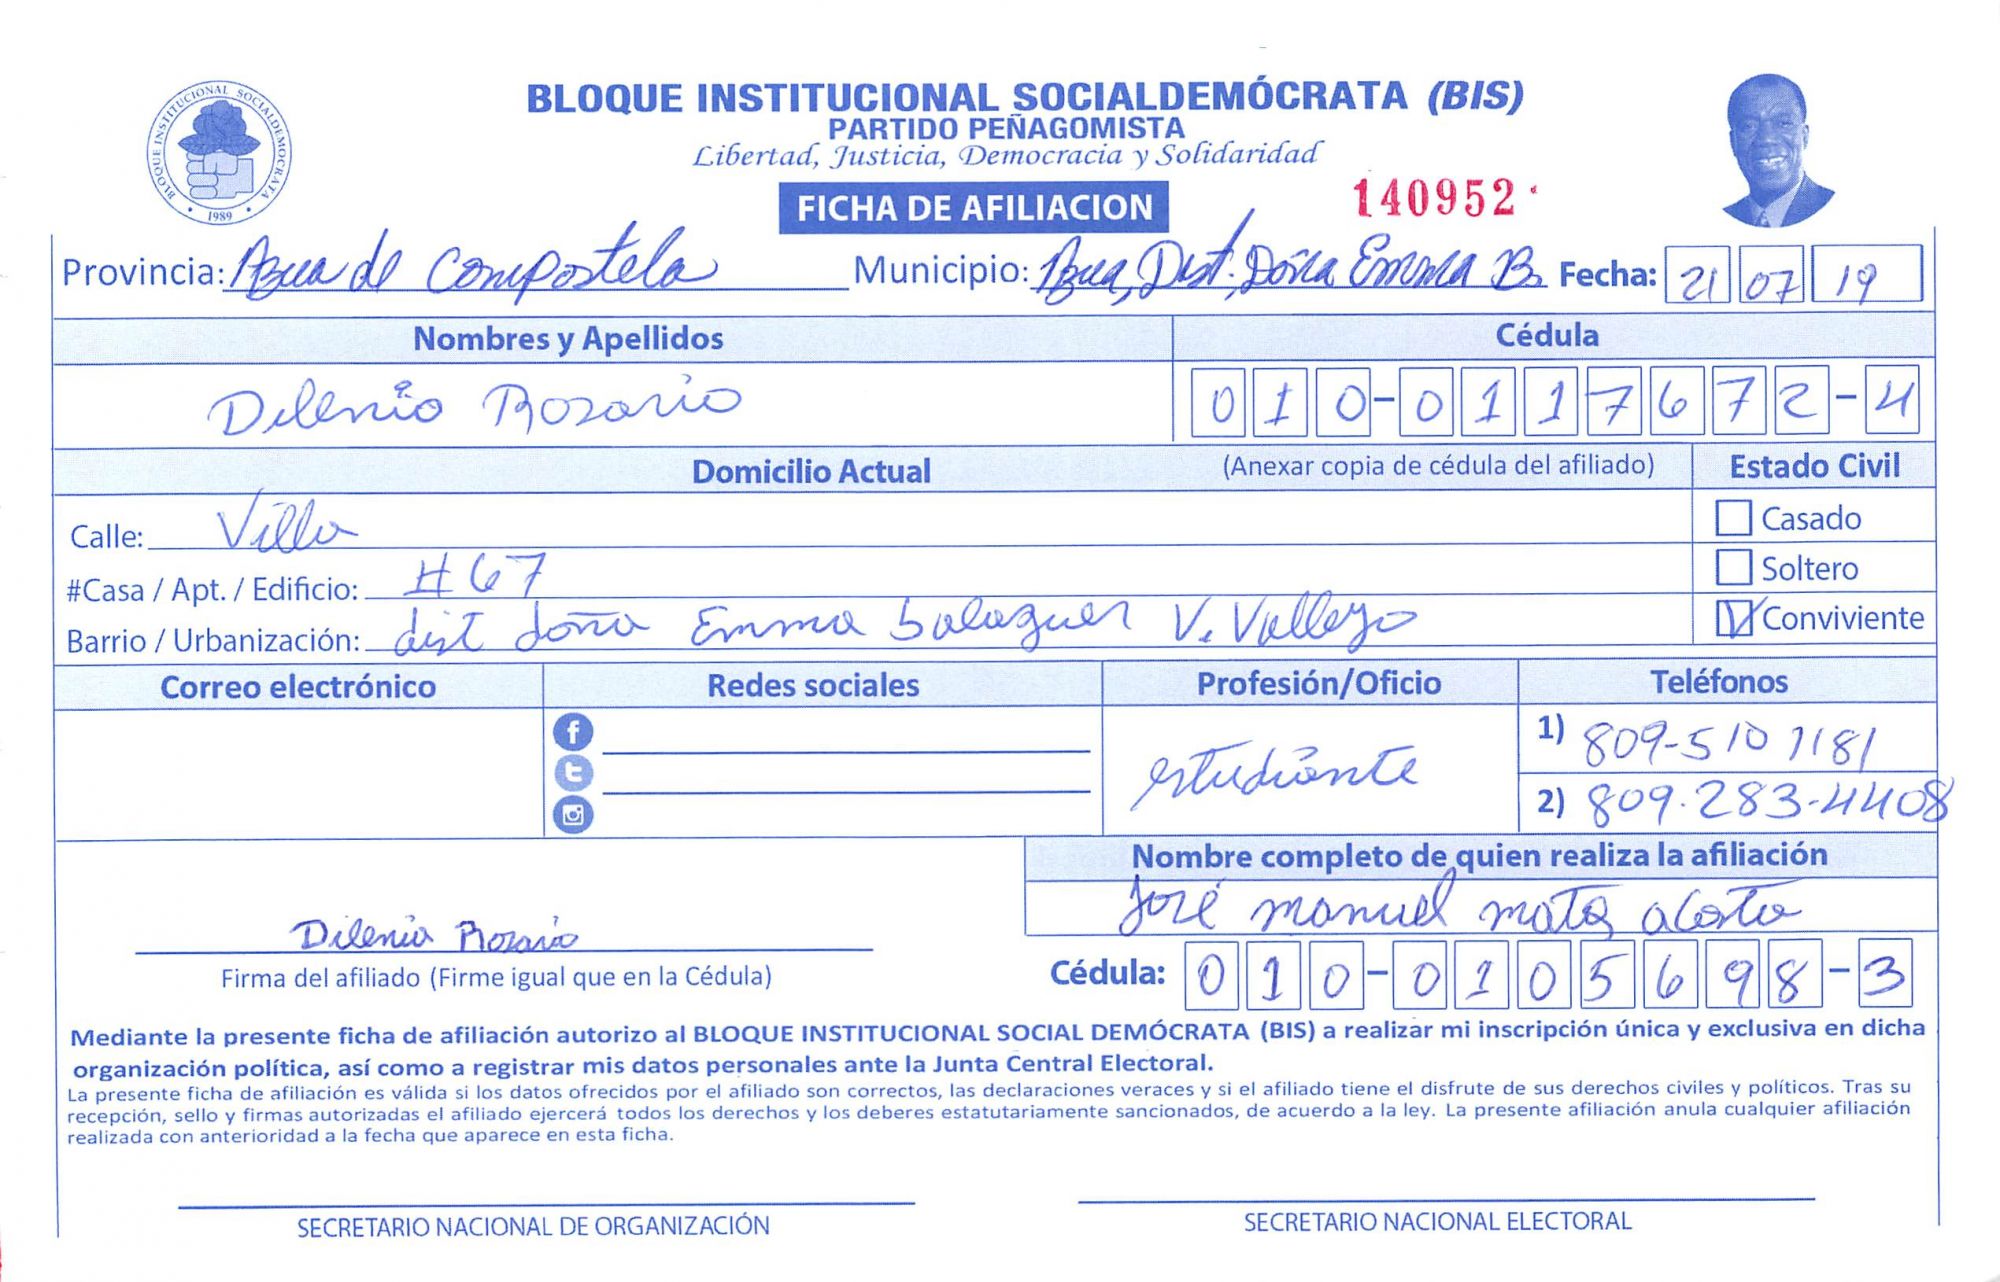 BLOQUE INSTITUCIONAL SOCIALDEMOCRATA
1989
BLOQUE INSTITUCIONAL SOCIALDEMÓCRATA (BIS)
PARTIDO PEÑAGOMISTA
Libertad, Justicia, Democracia y Solidaridad
FICHA DE AFILIACION 140952
Provincia: Azua de Compostela Municipio: Azua, Dist. Doña Emma B. Fecha: 21 07 19
Nombres y Apellidos Cédula
Dilenia Rosario 010-0117672-4
Domicilio Actual (Anexar copia de cédula del afiliado) Estado Civil
Calle: Villa Casado
#Casa / Apt. / Edificio: #67 Soltero
Barrio / Urbanización: dist doña Emma balaguer V. Vallejo Conviviente
Correo electrónico Redes sociales Profesión/Oficio Teléfonos
estudiante 1) 809-510 1181
2) 809-283-4408
Nombre completo de quien realiza la afiliación
José manuel mata acosta
Dilenia Rosario
Firma del afiliado (Firme igual que en la Cédula) Cédula: 010-0105698-3
Mediante la presente ficha de afiliación autorizo al BLOQUE INSTITUCIONAL SOCIAL DEMÓCRATA (BIS) a realizar mi inscripción única y exclusiva en dicha
organización política, así como a registrar mis datos personales ante la Junta Central Electoral.
La presente ficha de afiliación es válida si los datos ofrecidos por el afiliado son correctos, las declaraciones veraces y si el afiliado tiene el disfrute de sus derechos civiles y políticos. Tras su
recepción, sello y firmas autorizadas el afiliado ejercerá todos los derechos y los deberes estatutariamente sancionados, de acuerdo a la ley. La presente afiliación anula cualquier afiliación
realizada con anterioridad a la fecha que aparece en esta ficha.
SECRETARIO NACIONAL DE ORGANIZACIÓN SECRETARIO NACIONAL ELECTORAL